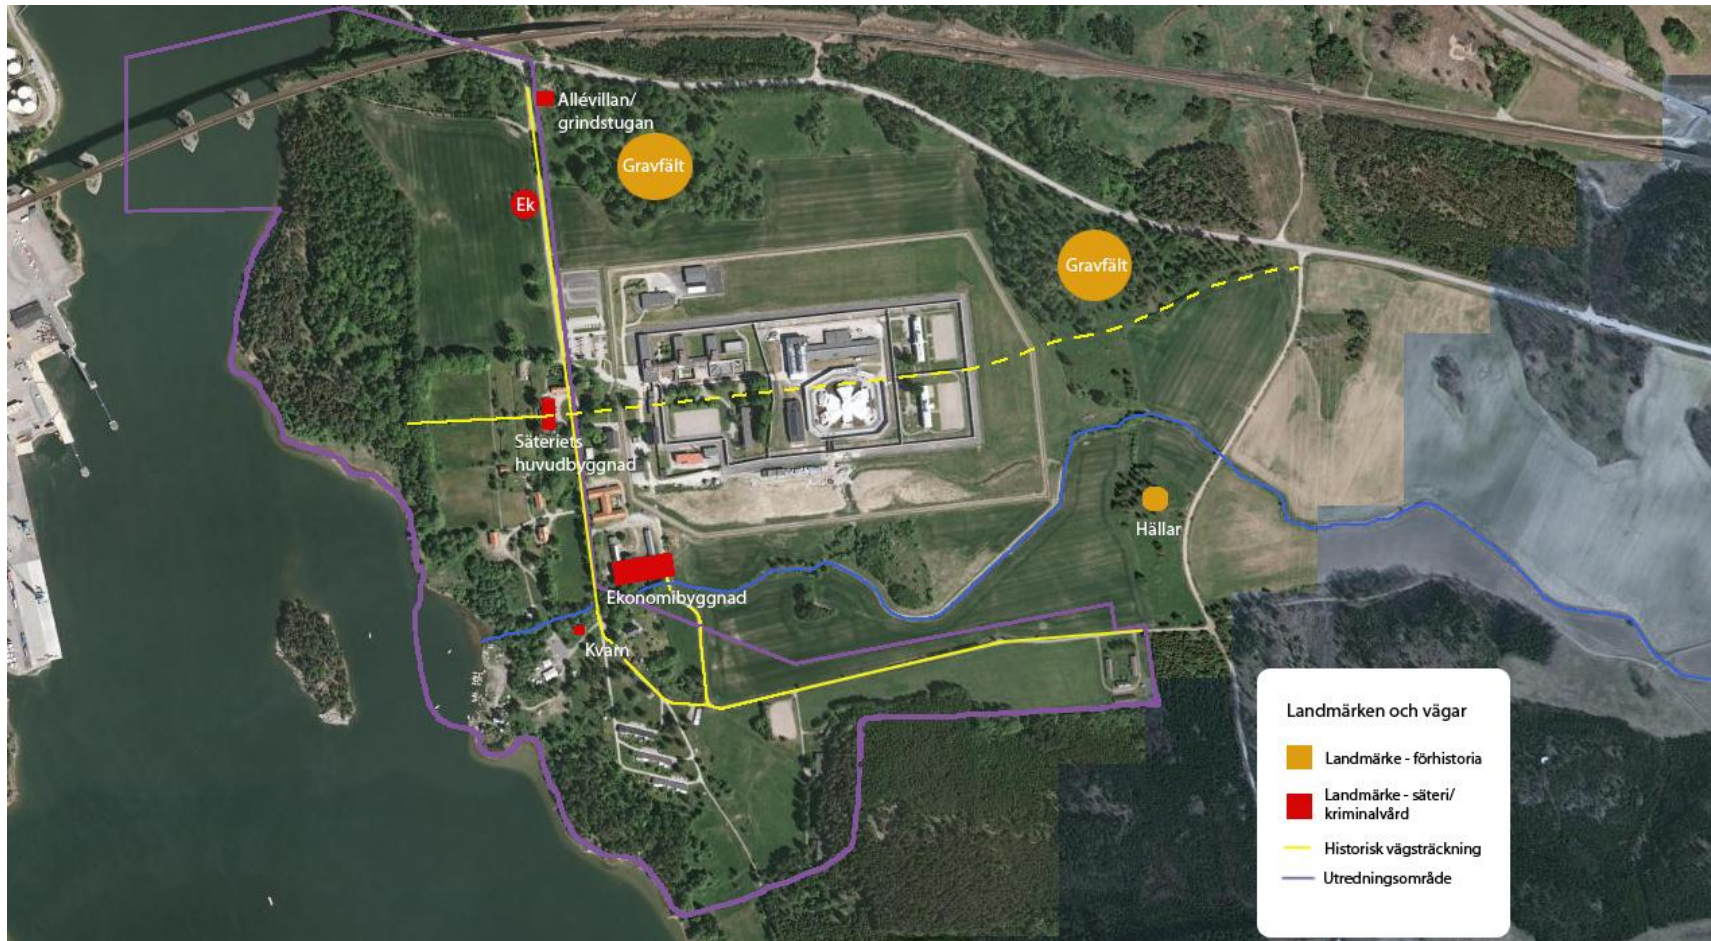 Allévillan/
grindstugan
Gravfält
Ek
Gravfält
Säteriets
huvudbyggnad
Hällar
Ekonomibyggnad
Kvarn
Landmärken och vägar
Landmärke - förhistoria
Landmärke - säteri/
kriminalvård
Historisk vägsträckning
Utredningsområde